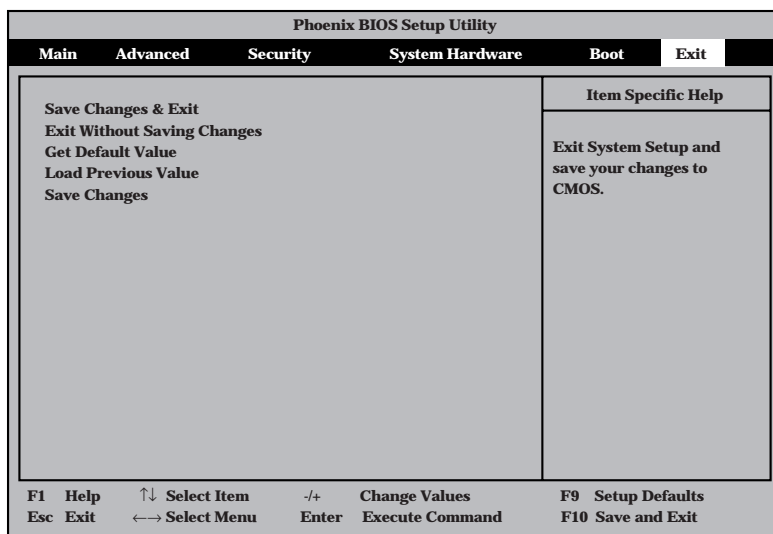 Phoenix BIOS Setup Utility
Main Advanced Security System Hardware Boot Exit
Save Changes & Exit
Exit Without Saving Changes
Get Default Value
Load Previous Value
Save Changes
Item Specific Help
Exit System Setup and
save your changes to
CMOS.
F1 Help ↑↓ Select Item -/+ Change Values F9 Setup Defaults
Esc Exit ←→ Select Menu Enter Execute Command F10 Save and Exit